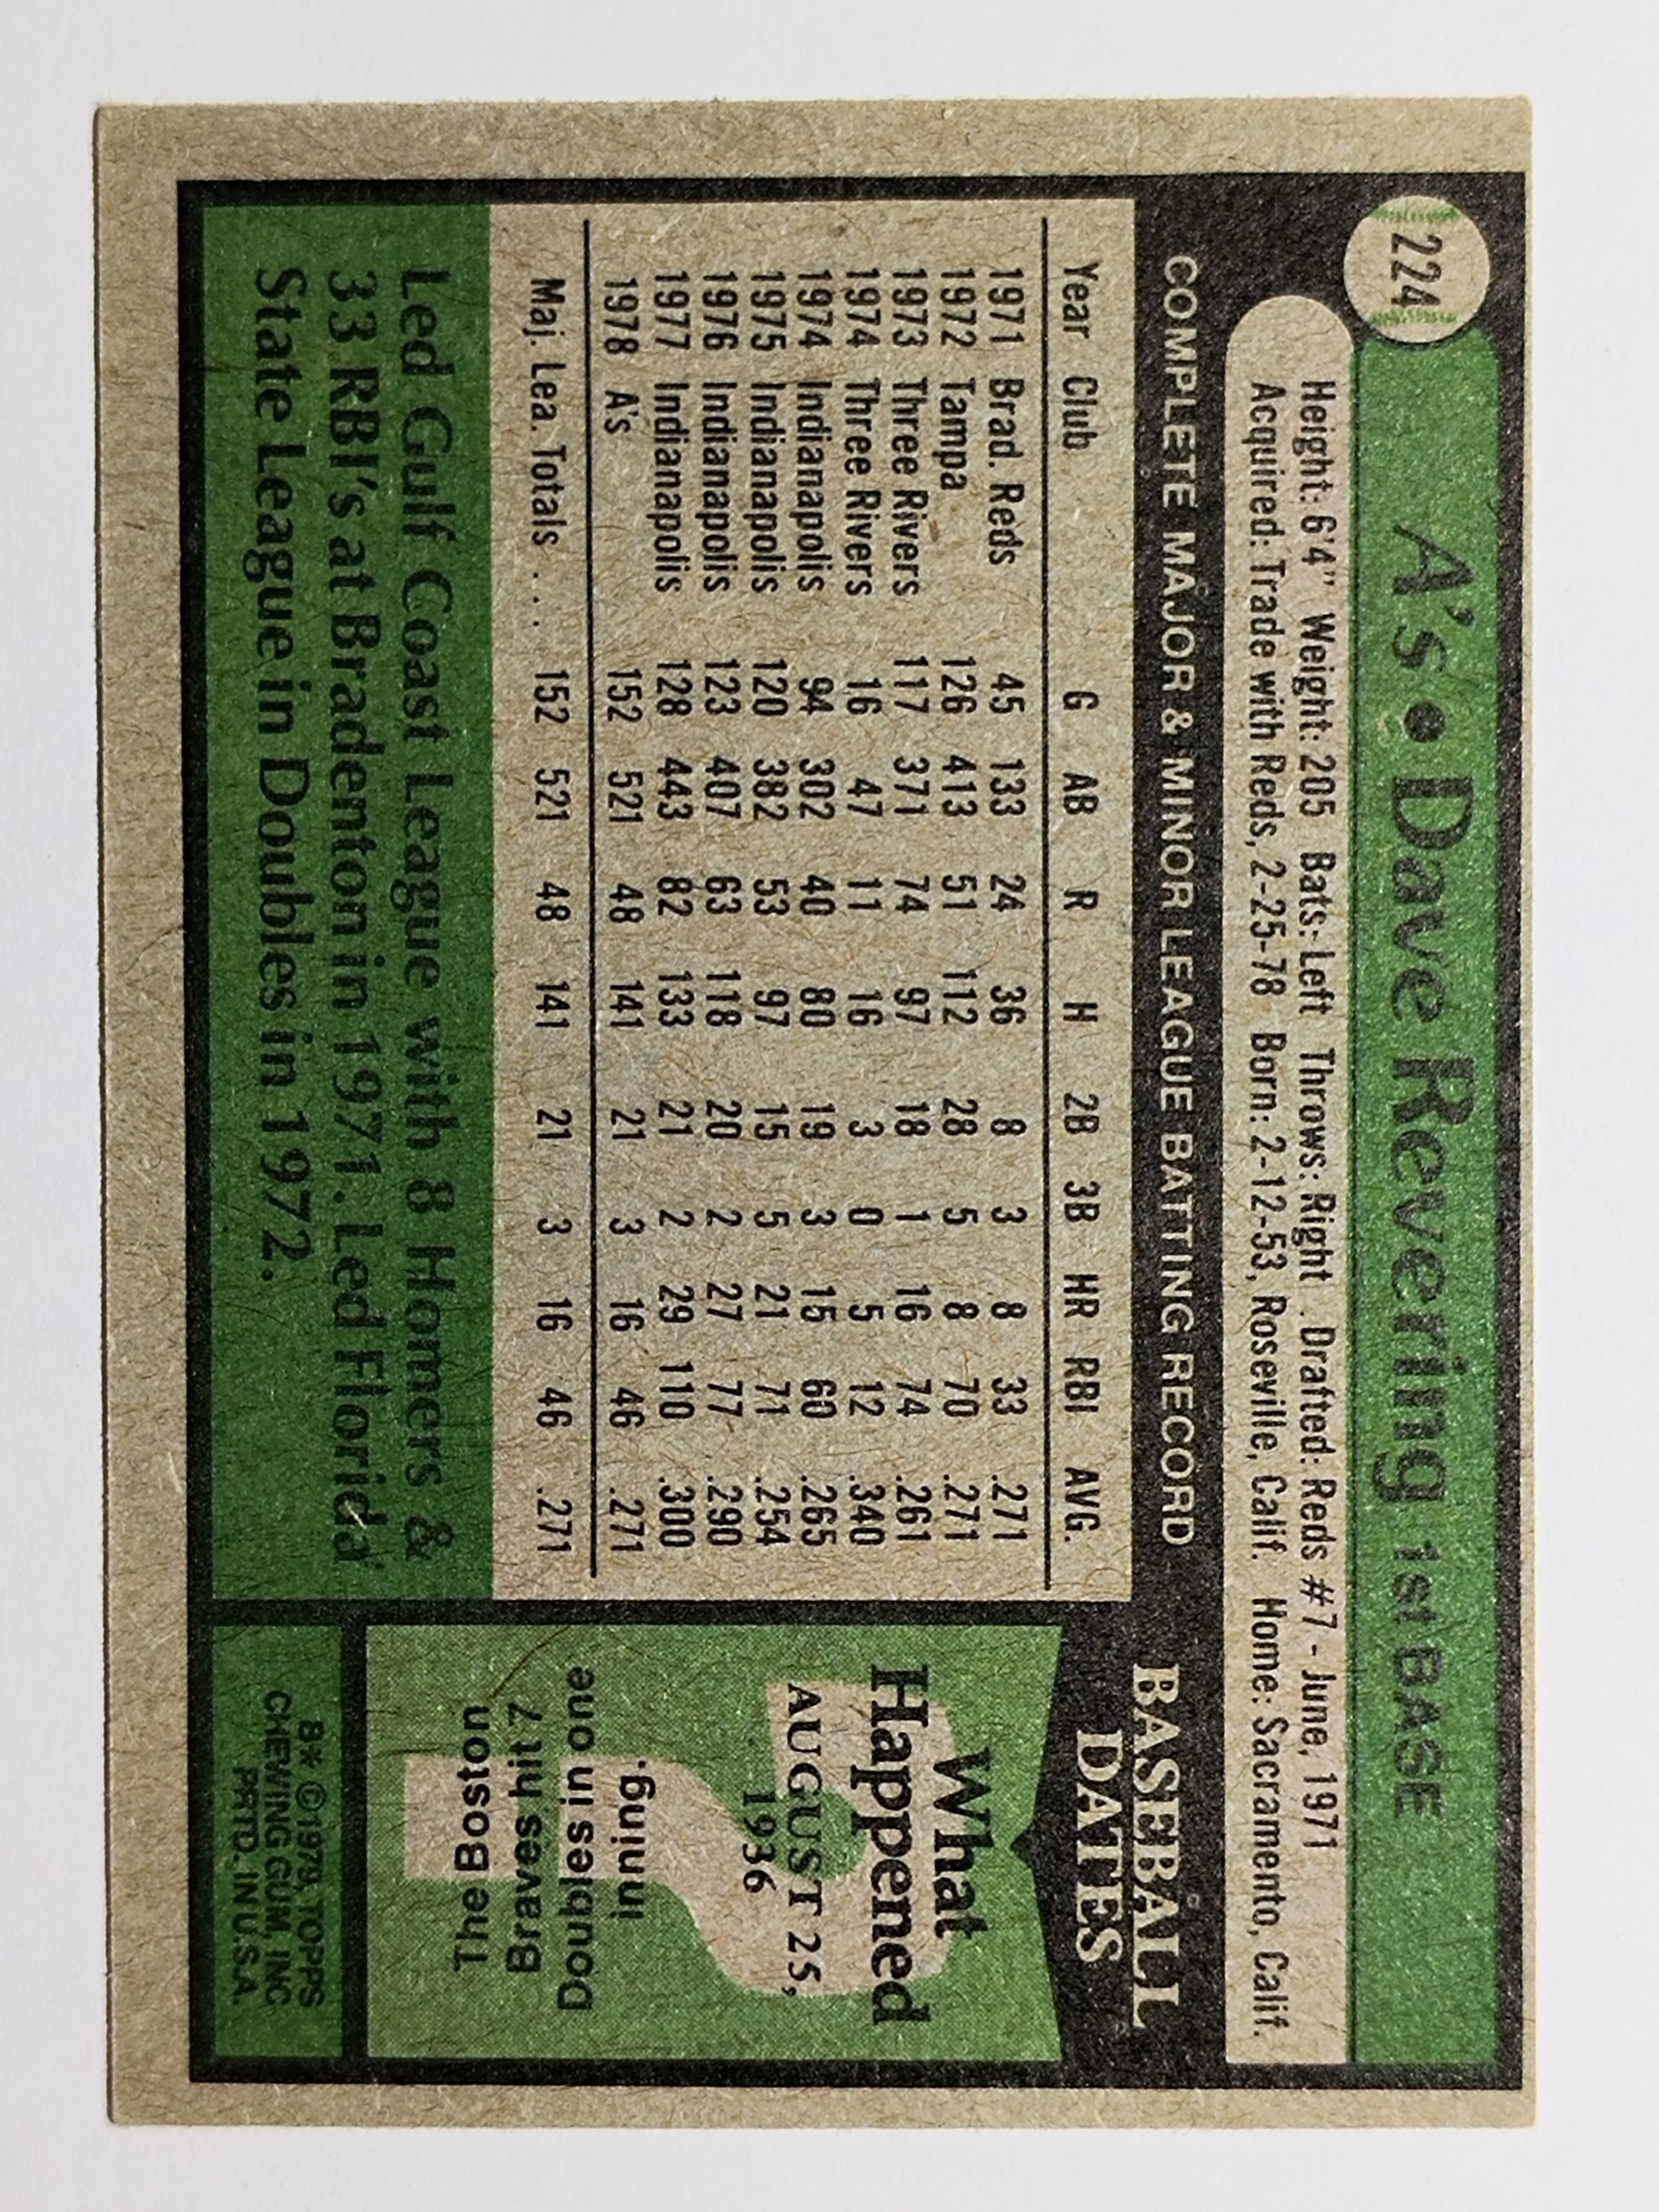 224 A's • Dave Revering 1st BASE
Height: 6'4" Weight: 205 Bats: Left Throws: Right . Drafted: Reds #7 - June, 1971
Acquired: Trade with Reds, 2-25-78 Born: 2-12-53, Roseville, Calif. Home: Sacramento, Calif.
COMPLETE MAJOR & MINOR LEAGUE BATTING RECORD
Year Club G AB R H 2B 3B HR RBI AVG.
1971 Brad. Reds 45 133 24 36 8 3 8 33 .271
1972 Tampa 126 413 51 112 28 5 8 70 .271
1973 Three Rivers 117 371 74 97 18 1 16 74 .261
1974 Three Rivers 16 47 11 16 3 0 5 12 .340
1974 Indianapolis 94 302 40 80 19 3 15 60 .265
1975 Indianapolis 120 382 53 97 15 5 21 71 .254
1976 Indianapolis 123 407 63 118 20 2 27 77 .290
1977 Indianapolis 128 443 82 133 21 2 29 110 .300
1978 A's 152 521 48 141 21 3 16 46 .271
Maj. Lea. Totals . . . 152 521 48 141 21 3 16 46 .271
Led Gulf Coast League with 8 Homers &
33 RBI's at Bradenton in 1971. Led Florida
State League in Doubles in 1972.
BASEBALL
DATES
What
Happened
AUGUST 25,
1936
The Boston
Braves hit 7
Doubles in one
inning.
8* ©1979 TOPPS
CHEWING GUM, INC
PRTD. IN U.S.A.